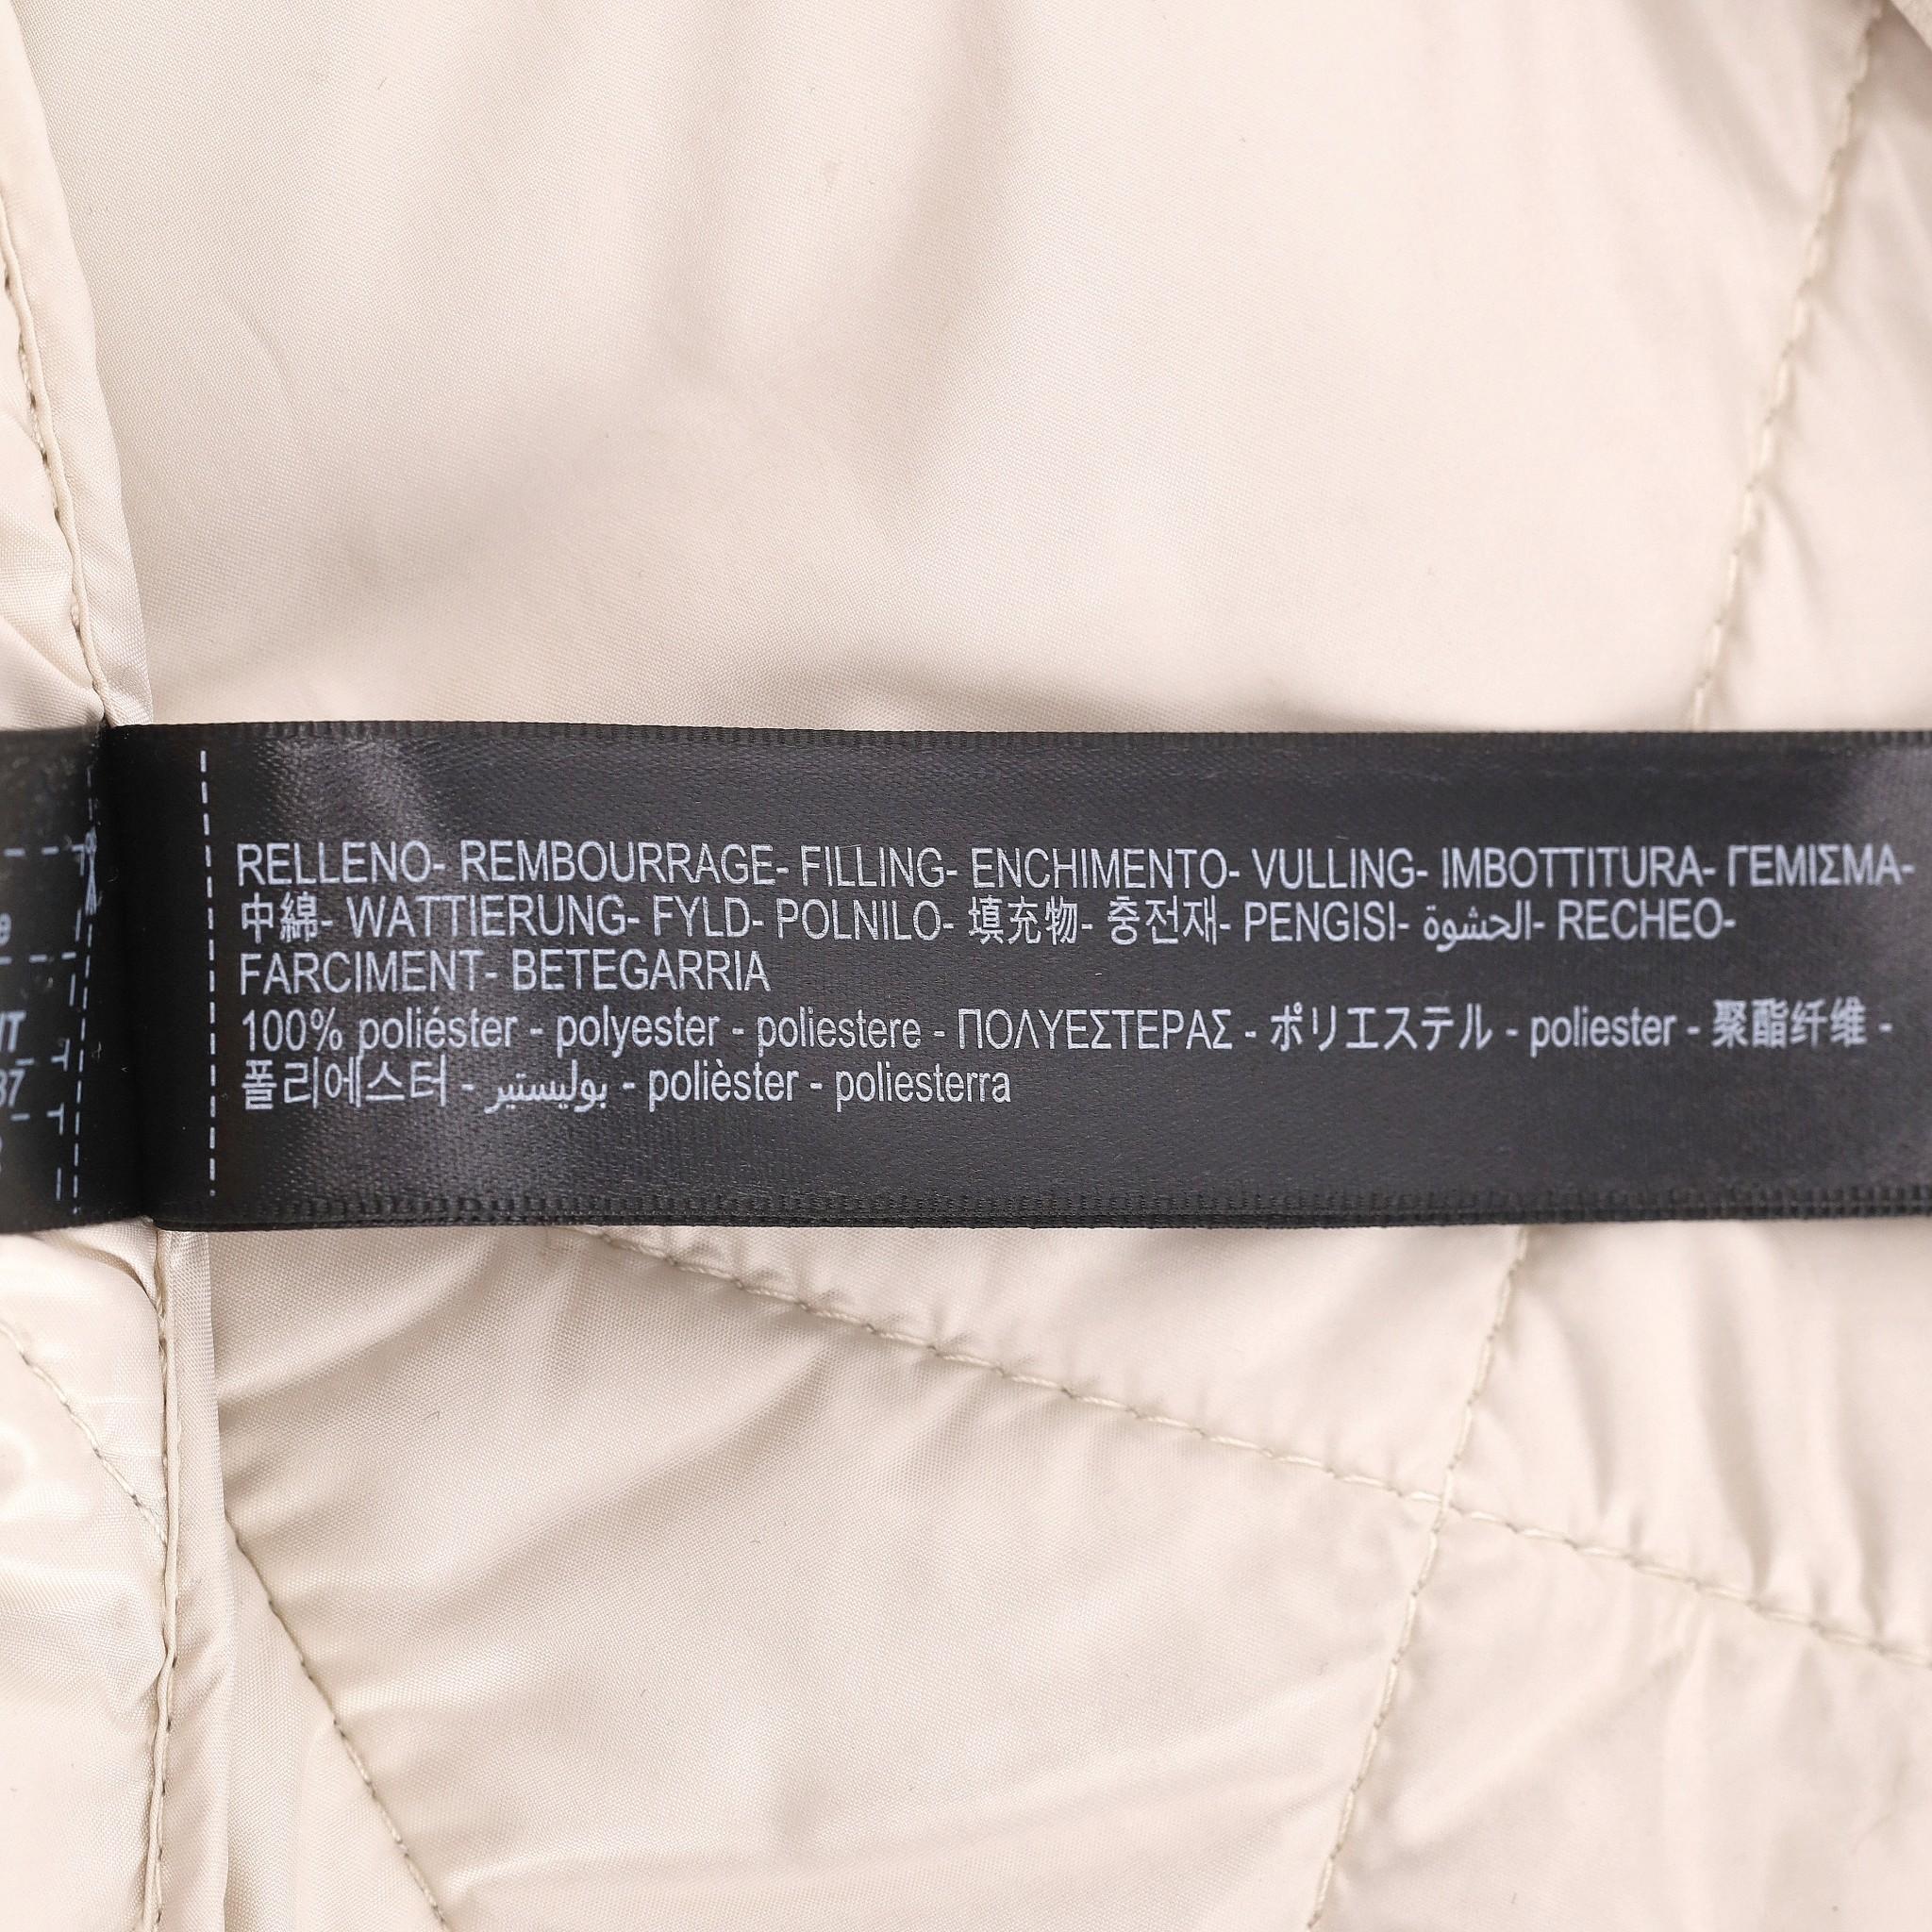 RELLENO- REMBOURRAGE- FILLING- ENCHIMENTO- VULLING- IMBOTTITURA- ΓΕΜΙΣΜΑ-
中綿- WATTIERUNG- FYLD- POLNILO- 填充物- 충전재- PENGISI- الحشوة- RECHEO-
FARCIMENT- BETEGARRIA
100% poliéster - polyester - poliestere - ΠΟΛΥΕΣΤΕΡΑΣ - ポリエステル - poliester - 聚酯纤维 -
폴리에스터 - بوليستير - polièster - poliesterra